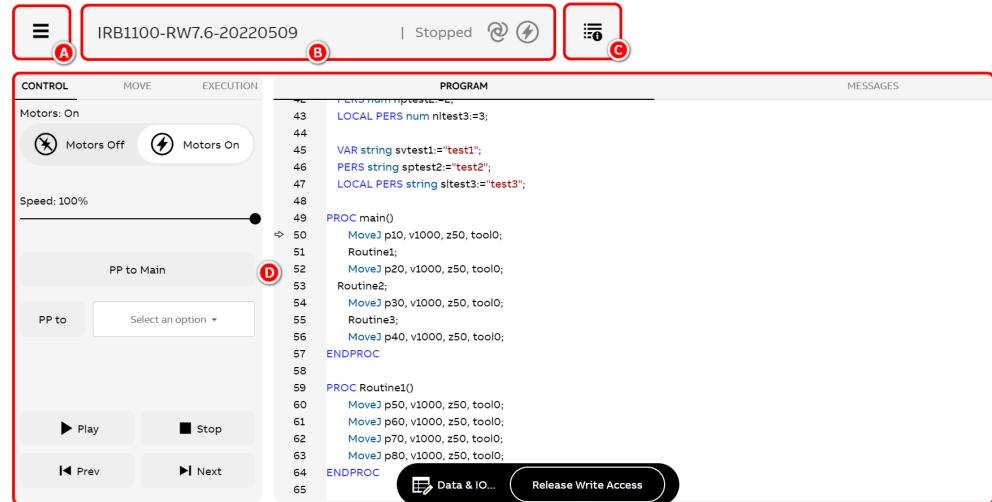 IRB1100-RW7.6-20220509 | Stopped
A
B
C
CONTROL MOVE EXECUTION
Motors: On
Motors Off Motors On
Speed: 100%
PP to Main
D
PP to Select an option
Play Stop
Prev Next
PROGRAM MESSAGES
42 PERS num nptest2:=2;
43 LOCAL PERS num nltest3:=3;
44
45 VAR string svtest1:="test1";
46 PERS string sptest2:="test2";
47 LOCAL PERS string sltest3:="test3";
48
49 PROC main()
50 MoveJ p10, v1000, z50, tool0;
51 Routine1;
52 MoveJ p20, v1000, z50, tool0;
53 Routine2;
54 MoveJ p30, v1000, z50, tool0;
55 Routine3;
56 MoveJ p40, v1000, z50, tool0;
57 ENDPROC
58
59 PROC Routine1()
60 MoveJ p50, v1000, z50, tool0;
61 MoveJ p60, v1000, z50, tool0;
62 MoveJ p70, v1000, z50, tool0;
63 MoveJ p80, v1000, z50, tool0;
64 ENDPROC
65
Data & IO... Release Write Access